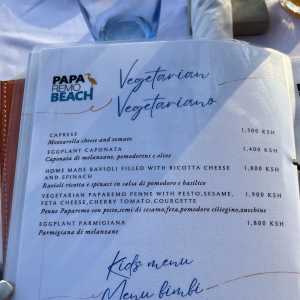 PAPA
REMO
BEACH
Vegetarian
Vegetariano
CAPRESE 1,500 KSH
Mozzarella cheese and tomato
EGGPLANT CAPONATA 1,400 KSH
Caponata di melanzane, pomodorini e olive
HOME MADE RAVIOLI FILLED WITH RICOTTA CHEESE 1,800 KSH
AND SPINACH
Ravioli ricotta e spinaci in salsa di pomodoro e basilico
VEGETARIAN PAPAREMO PENNE WITH PESTO,SESAME, 1,900 KSH
FETA CHEESE,CHERRY TOMATO,COURGETTE
Penne Paparemo con pesto,semi di sesamo,feta,pomodoro ciliegino,zucchine
EGGPLANT PARMIGIANA 1,800 KSH
Parmigiana di melanzane
Kids menu
Menu bimbi